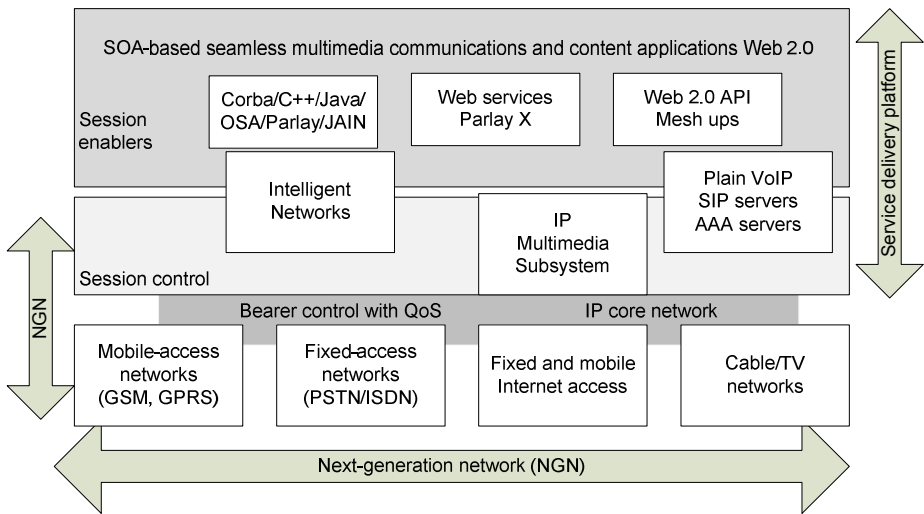 SOA-based seamless multimedia communications and content applications Web 2.0
Corba/C++/Java/
OSA/Parlay/JAIN
Web services
Parlay X
Web 2.0 API
Mesh ups
Session
enablers
Service delivery platform
Intelligent
Networks
Plain VoIP
SIP servers
AAA servers
IP
Multimedia
Subsystem
Session control
NGN
Bearer control with QoS
IP core network
Mobile-access
networks
(GSM, GPRS)
Fixed-access
networks
(PSTN/ISDN)
Fixed and mobile
Internet access
Cable/TV
networks
Next-generation network (NGN)